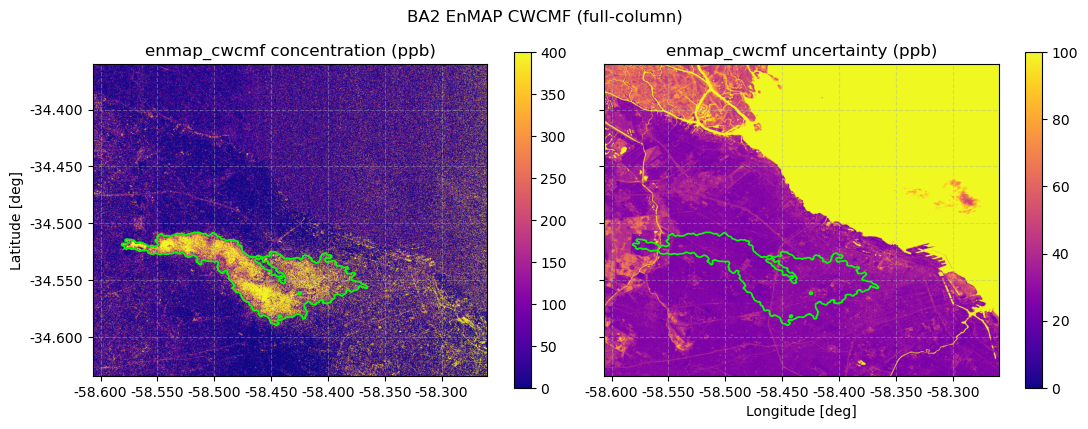 BA2 EnMAP CWCMF (full-column)
enmap_cwcmf concentration (ppb)
enmap_cwcmf uncertainty (ppb)
Latitude [deg]
-34.400
-34.450
-34.500
-34.550
-34.600
-58.600 -58.550 -58.500 -58.450 -58.400 -58.350 -58.300
400
350
300
250
200
150
100
50
0
-58.600 -58.550 -58.500 -58.450 -58.400 -58.350 -58.300
Longitude [deg]
100
80
60
40
20
0